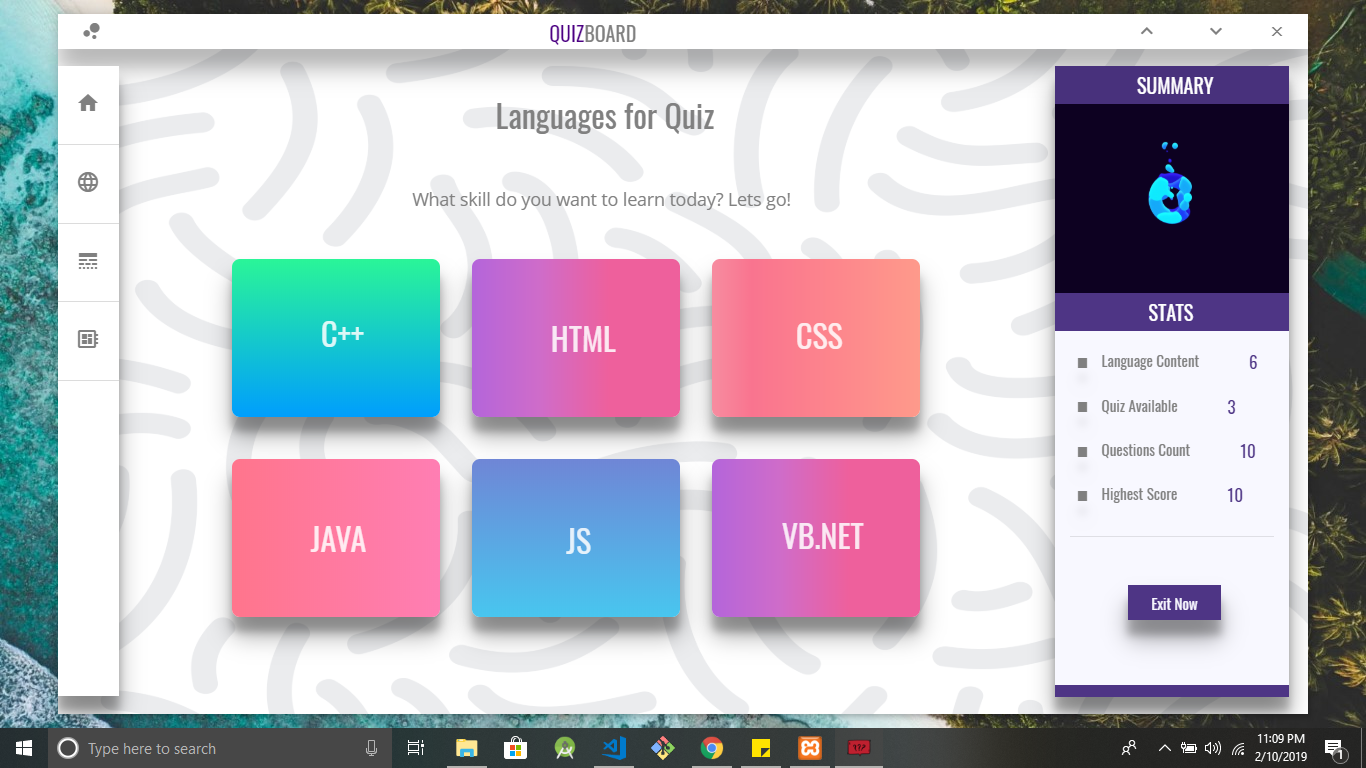 QUIZBOARD
Languages for Quiz
What skill do you want to learn today? Lets go!
C++
HTML
CSS
JAVA
JS
VB.NET
SUMMARY
STATS
Language Content 6
Quiz Available 3
Questions Count 10
Highest Score 10
Exit Now
Type here to search
11:09 PM
2/10/2019
1